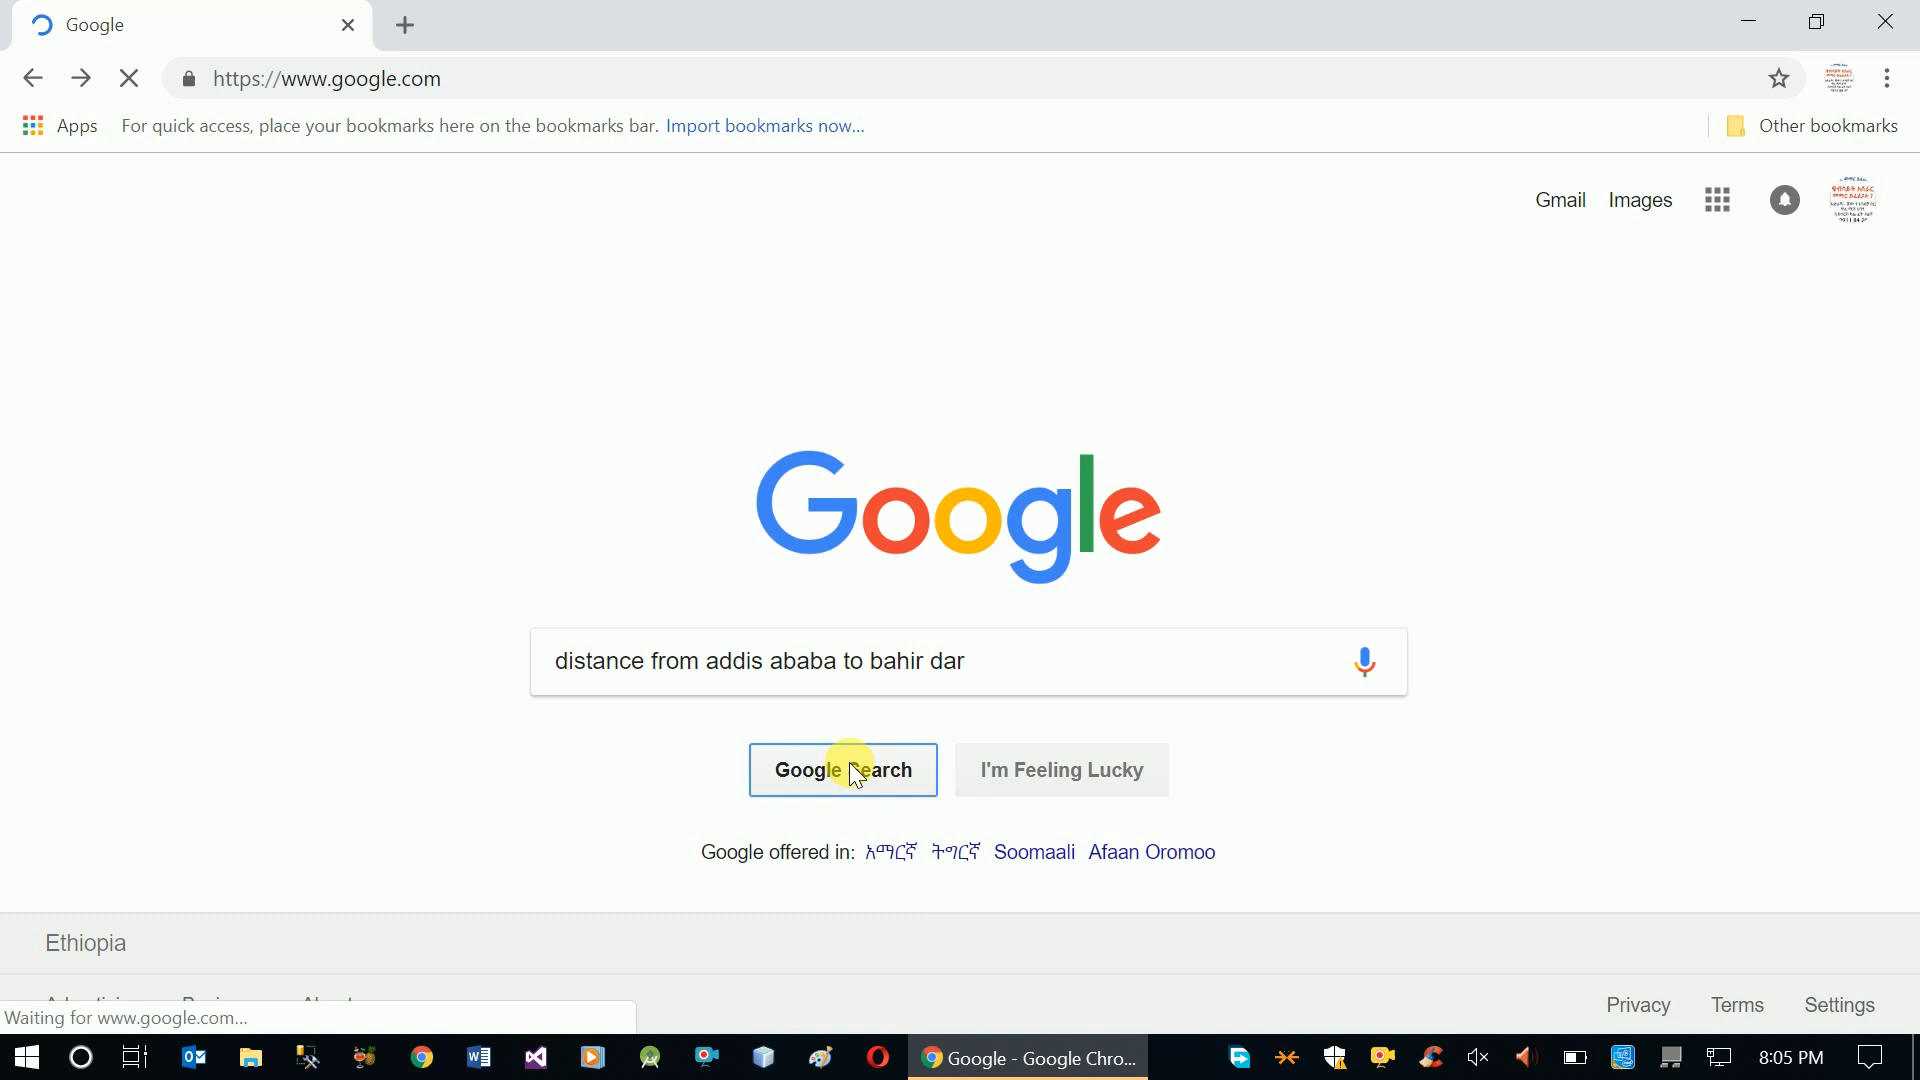 Google
https://www.google.com
Apps For quick access, place your bookmarks here on the bookmarks bar. Import bookmarks now... Other bookmarks
Gmail Images
Google
distance from addis ababa to bahir dar
Google Search I'm Feeling Lucky
Google offered in: አማርኛ ትግርኛ Soomaali Afaan Oromoo
Ethiopia
Privacy Terms Settings
Waiting for www.google.com...
Google - Google Chro... 8:05 PM